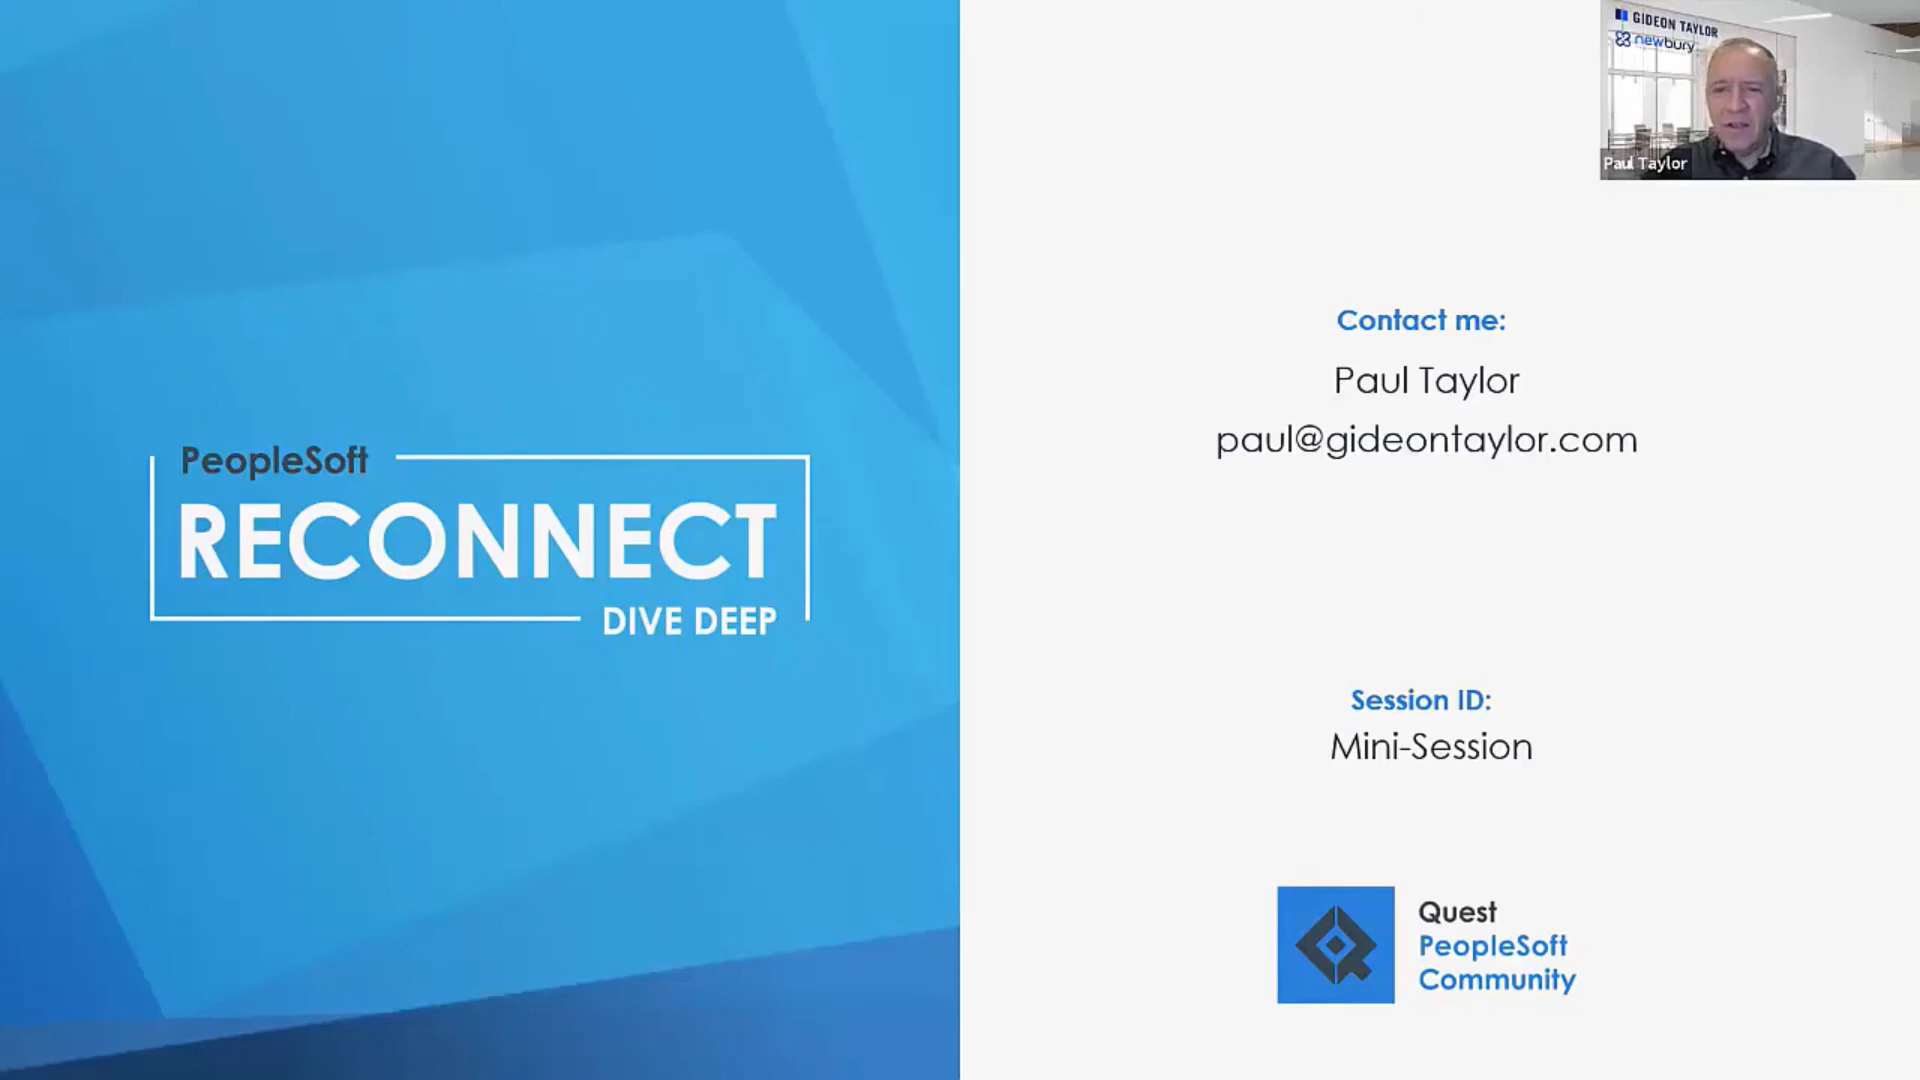 GIDEON TAYLOR
newbury
Paul Taylor
PeopleSoft
RECONNECT
DIVE DEEP
Contact me:
Paul Taylor
paul@gideontaylor.com
Session ID:
Mini-Session
Quest
PeopleSoft
Community